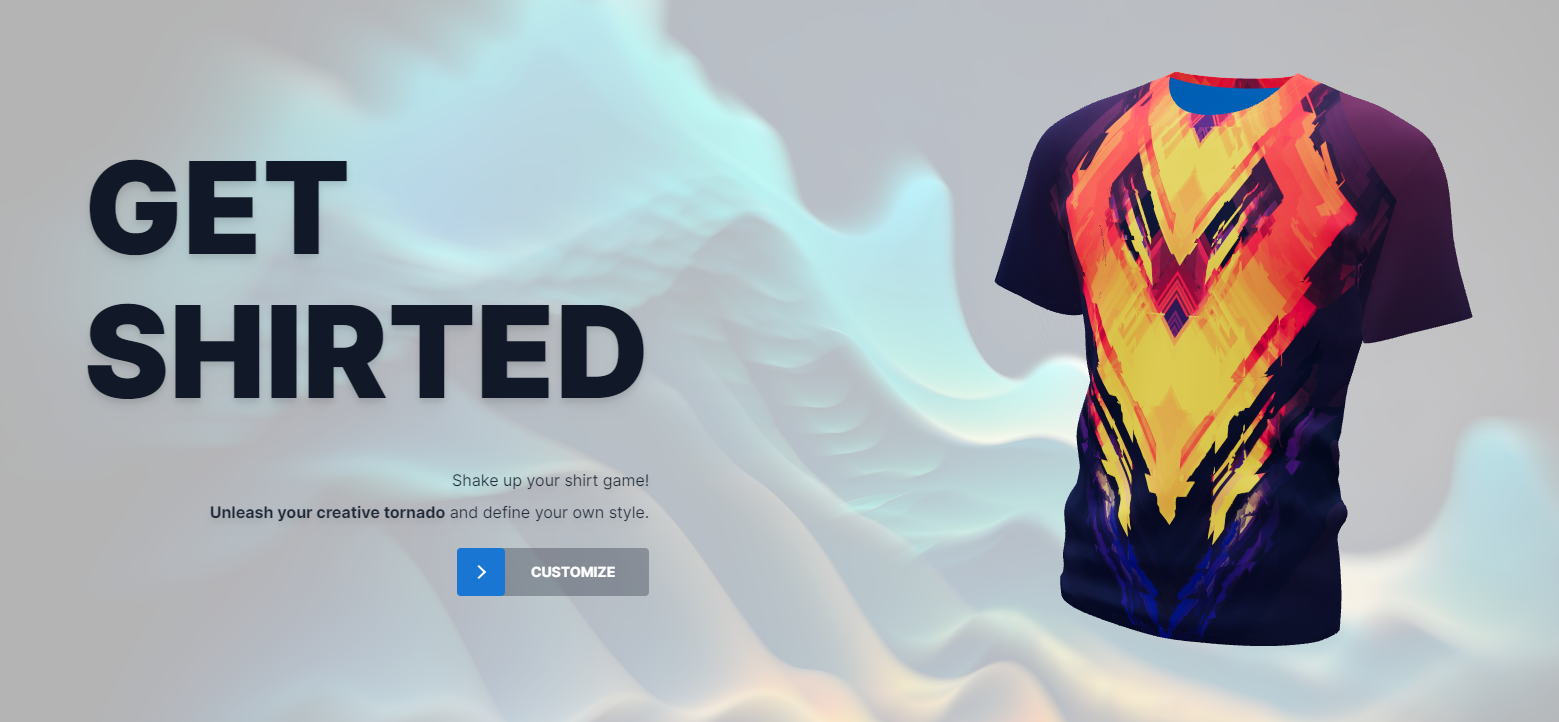 GET
SHIRTED
Shake up your shirt game!
Unleash your creative tornado and define your own style.
CUSTOMIZE